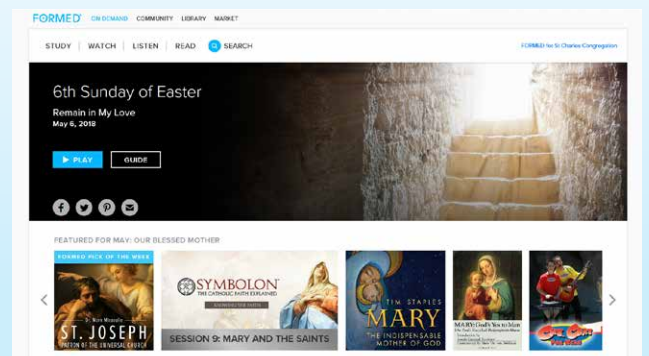 FORMED ON DEMAND COMMUNITY LIBRARY MARKET
STUDY WATCH LISTEN READ SEARCH
FORMED for St Charles Congregation
6th Sunday of Easter
Remain in My Love
May 6, 2018
PLAY GUIDE
FEATURED FOR MAY: OUR BLESSED MOTHER
FORMED PICK OF THE WEEK
ST. JOSEPH
PATRON OF THE UNIVERSAL CHURCH
SYMBOLON
THE CATHOLIC FAITH EXPLAINED
SESSION 9: MARY AND THE SAINTS
TIM STAPLES
MARY
THE INDISPENSABLE
MOTHER OF GOD
MARY: God's Yes to Man